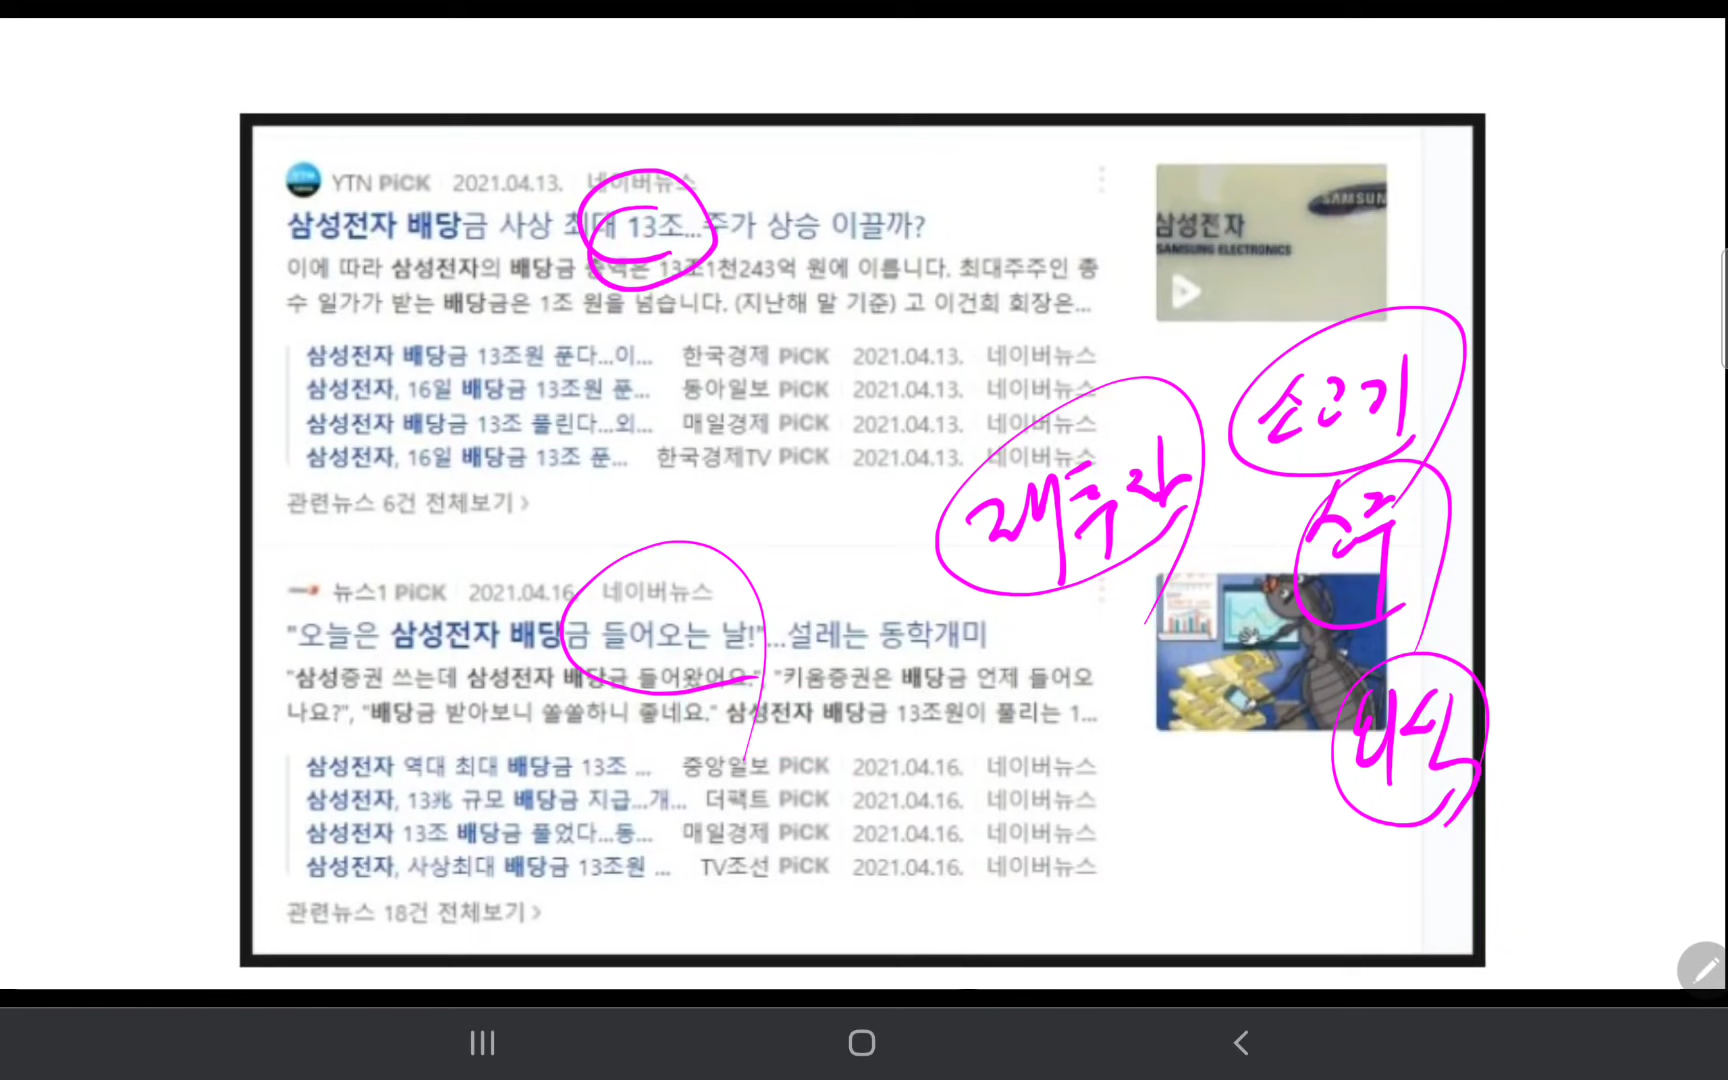 YTN PiCK 2021.04.13. 네이버뉴스
삼성전자 배당금 사상 최대 13조...주가 상승 이끌까?
이에 따라 삼성전자의 배당금 총액은 13조1천243억 원에 이릅니다. 최대주주인 총
수 일가가 받는 배당금은 1조 원을 넘습니다. (지난해 말 기준) 고 이건희 회장은...
삼성전자 배당금 13조원 푼다...이... 한국경제 PiCK 2021.04.13. 네이버뉴스
삼성전자, 16일 배당금 13조원 푼... 동아일보 PiCK 2021.04.13. 네이버뉴스
삼성전자 배당금 13조 풀린다...외... 매일경제 PiCK 2021.04.13. 네이버뉴스
삼성전자, 16일 배당금 13조 푼... 한국경제TV PiCK 2021.04.13. 네이버뉴스
관련뉴스 6건 전체보기 >
삼성전자
SAMSUNG ELECTRONICS
SAMSUN
소고기
소주
회식
뉴스1 PiCK 2021.04.16. 네이버뉴스
"오늘은 삼성전자 배당금 들어오는 날!"...설레는 동학개미
"삼성증권 쓰는데 삼성전자 배당금 들어왔어요." "키움증권은 배당금 언제 들어오
나요?", "배당금 받아보니 쏠쏠하니 좋네요." 삼성전자 배당금 13조원이 풀리는 1...
삼성전자 역대 최대 배당금 13조 ... 중앙일보 PiCK 2021.04.16. 네이버뉴스
삼성전자, 13兆 규모 배당금 지급...개... 더팩트 PiCK 2021.04.16. 네이버뉴스
삼성전자 13조 배당금 풀었다...동... 매일경제 PiCK 2021.04.16. 네이버뉴스
삼성전자, 사상최대 배당금 13조원 ... TV조선 PiCK 2021.04.16. 네이버뉴스
관련뉴스 18건 전체보기 >